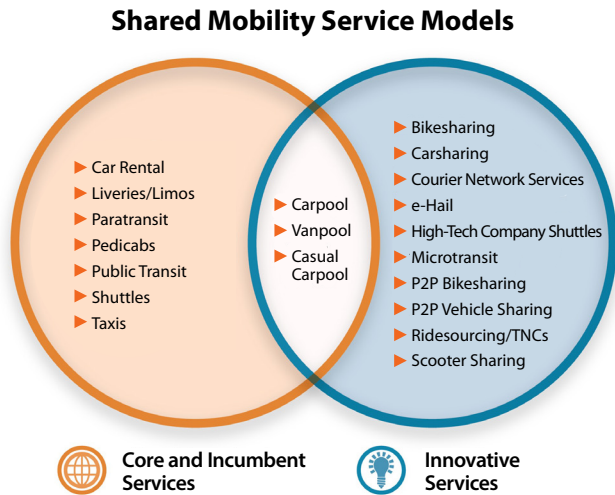 Shared Mobility Service Models
Car Rental
Liveries/Limos
Paratransit
Pedicabs
Public Transit
Shuttles
Taxis
Carpool
Vanpool
Casual
Carpool
Bikesharing
Carsharing
Courier Network Services
e-Hail
High-Tech Company Shuttles
Microtransit
P2P Bikesharing
P2P Vehicle Sharing
Ridesourcing/TNCs
Scooter Sharing
Core and Incumbent
Services
Innovative
Services